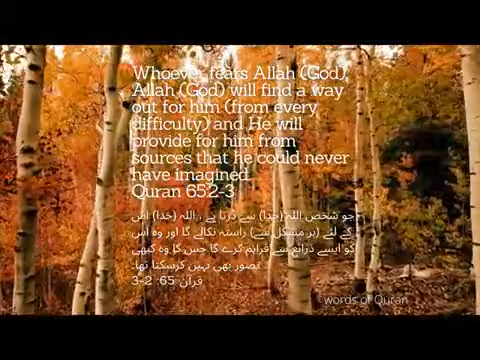 Whoever fears Allah (God),
Allah (God) will find a way
out for him (from every
difficulty) and He will
provide for him from
sources that he could never
have imagined.
Quran 65:2-3
جو شخص اللہ (خدا) سے ڈرتا ہے ، اللہ (خدا) اس
کے لئے (ہر مشکل سے) راستہ نکالے گا اور وہ اس
کو ایسے ذرائع سے فراہم کرے گا جس کا وہ کبھی
تصور بھی نہیں کرسکتا تھا۔
قرآن 65: 2-3
words of Quran